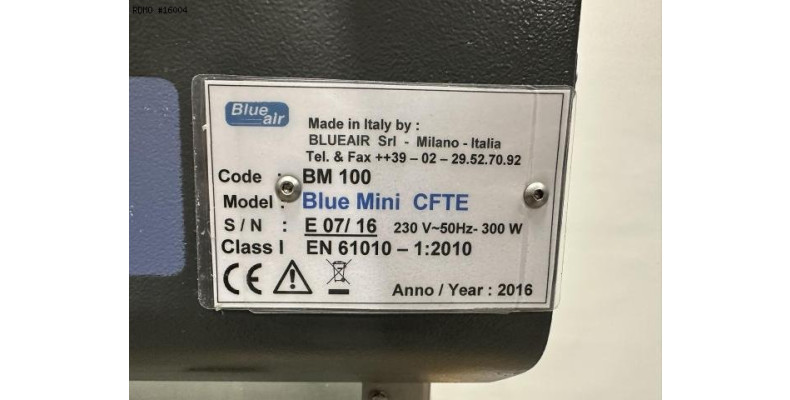 RDMO #16004
Blue air
Made in Italy by :
BLUEAIR Srl - Milano - Italia
Tel. & Fax ++39 – 02 – 29.52.70.92
Code : BM 100
Model : Blue Mini CFTE
S / N : E 07/ 16 230 V~50Hz- 300 W
Class I EN 61010 – 1:2010
CE
Anno / Year : 2016